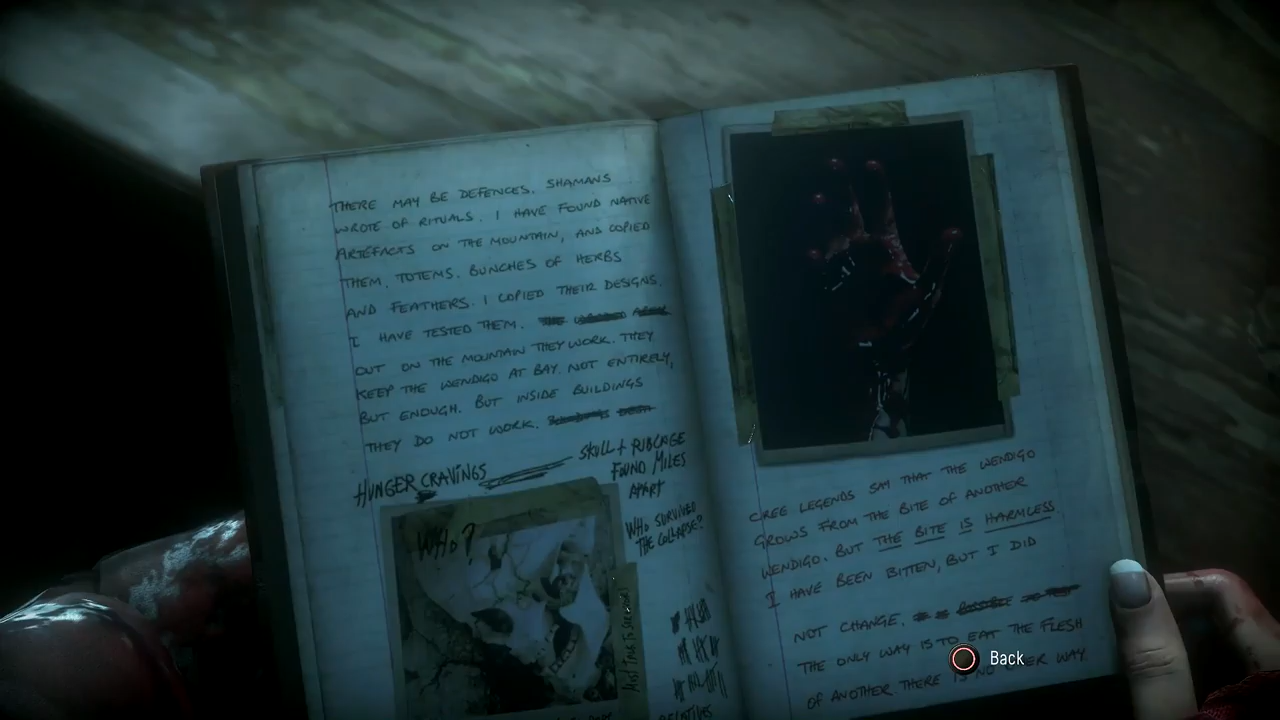 THERE MAY BE DEFENCES. SHAMANS
WROTE OF RITUALS. I HAVE FOUND NATIVE
ARTEFACTS ON THE MOUNTAIN, AND COPIED
THEM. TOTEMS. BUNCHES OF HERBS
AND FEATHERS. I COPIED THEIR DESIGNS.
I HAVE TESTED THEM.
OUT ON THE MOUNTAIN THEY WORK. THEY
KEEP THE WENDIGO AT BAY. NOT ENTIRELY,
BUT ENOUGH. BUT INSIDE BUILDINGS
THEY DO NOT WORK.
HUNGER CRAVINGS
SKULL + RIBCAGE
FOUND MILES
APART
WHO?
WHO SURVIVED
THE COLLAPSE?
RELATIVES
CREE LEGENDS SAY THAT THE WENDIGO
GROWS FROM THE BITE OF ANOTHER
WENDIGO. BUT THE BITE IS HARMLESS
I HAVE BEEN BITTEN, BUT I DID
NOT CHANGE.
THE ONLY WAY IS TO EAT THE FLESH
OF ANOTHER. THERE IS NO OTHER WAY.
Back